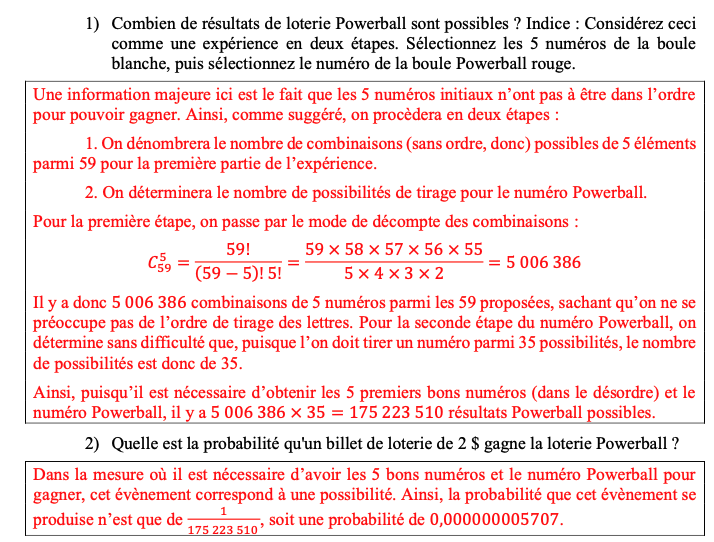 1) Combien de résultats de loterie Powerball sont possibles ? Indice : Considérez ceci
comme une expérience en deux étapes. Sélectionnez les 5 numéros de la boule
blanche, puis sélectionnez le numéro de la boule Powerball rouge.
Une information majeure ici est le fait que les 5 numéros initiaux n’ont pas à être dans l’ordre
pour pouvoir gagner. Ainsi, comme suggéré, on procèdera en deux étapes :
1. On dénombrera le nombre de combinaisons (sans ordre, donc) possibles de 5 éléments
parmi 59 pour la première partie de l’expérience.
2. On déterminera le nombre de possibilités de tirage pour le numéro Powerball.
Pour la première étape, on passe par le mode de décompte des combinaisons :
C₅₉⁵ = 59! / (59 − 5)! 5! = 59 × 58 × 57 × 56 × 55 / 5 × 4 × 3 × 2 = 5 006 386
Il y a donc 5 006 386 combinaisons de 5 numéros parmi les 59 proposées, sachant qu’on ne se
préoccupe pas de l’ordre de tirage des lettres. Pour la seconde étape du numéro Powerball, on
détermine sans difficulté que, puisque l’on doit tirer un numéro parmi 35 possibilités, le nombre
de possibilités est donc de 35.
Ainsi, puisqu’il est nécessaire d’obtenir les 5 premiers bons numéros (dans le désordre) et le
numéro Powerball, il y a 5 006 386 × 35 = 175 223 510 résultats Powerball possibles.
2) Quelle est la probabilité qu'un billet de loterie de 2 $ gagne la loterie Powerball ?
Dans la mesure où il est nécessaire d’avoir les 5 bons numéros et le numéro Powerball pour
gagner, cet évènement correspond à une possibilité. Ainsi, la probabilité que cet évènement se
produise n’est que de 1 / 175 223 510, soit une probabilité de 0,000000005707.